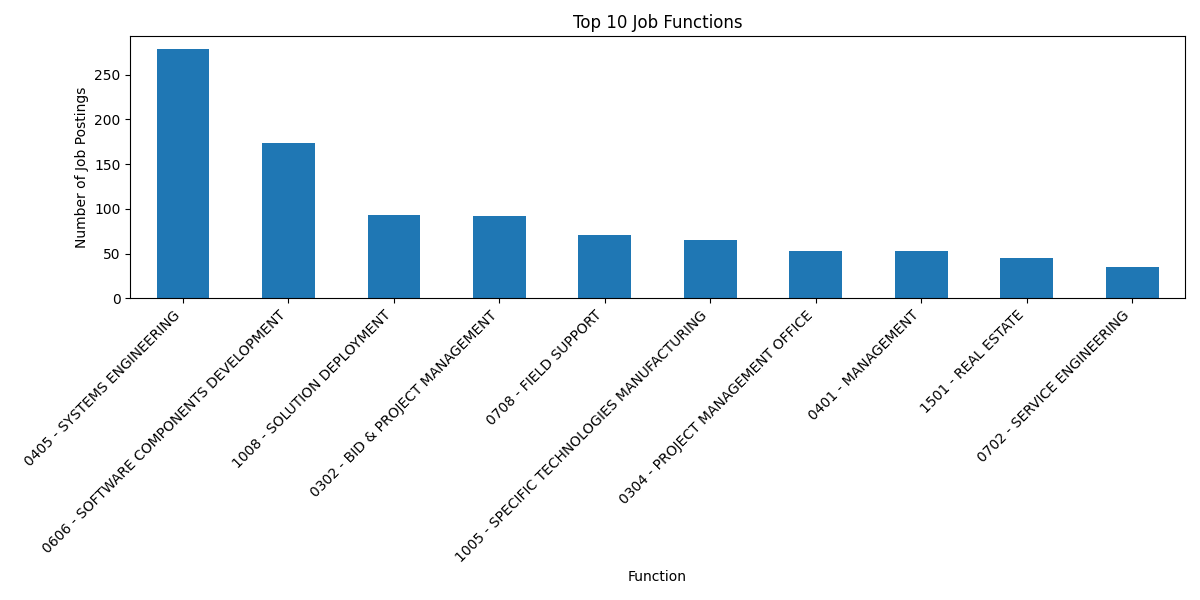 Top 10 Job Functions
Number of Job Postings
250
200
150
100
50
0
0405 - SYSTEMS ENGINEERING
0606 - SOFTWARE COMPONENTS DEVELOPMENT
1008 - SOLUTION DEPLOYMENT
0302 - BID & PROJECT MANAGEMENT
0708 - FIELD SUPPORT
1005 - SPECIFIC TECHNOLOGIES MANUFACTURING
0304 - PROJECT MANAGEMENT OFFICE
0401 - MANAGEMENT
1501 - REAL ESTATE
0702 - SERVICE ENGINEERING
Function